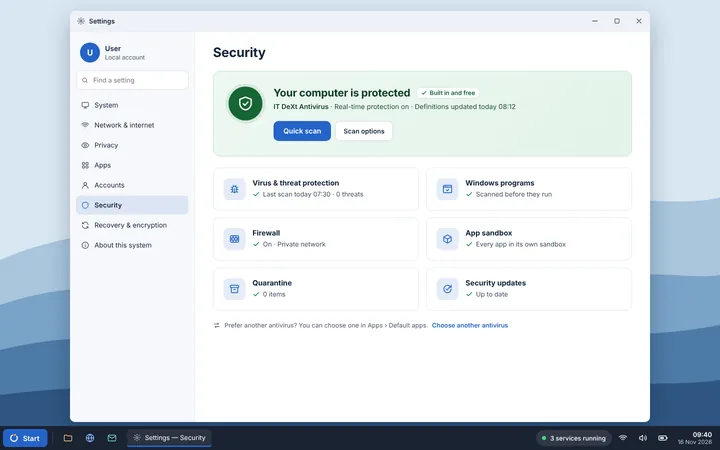 Settings
U
User
Local account
Find a setting
System
Network & internet
Privacy
Apps
Accounts
Security
Recovery & encryption
About this system
Security
Your computer is protected
Built in and free
IT DeXt Antivirus · Real-time protection on · Definitions updated today 08:12
Quick scan
Scan options
Virus & threat protection
Last scan today 07:30 · 0 threats
Windows programs
Scanned before they run
Firewall
On · Private network
App sandbox
Every app in its own sandbox
Quarantine
0 items
Security updates
Up to date
Prefer another antivirus? You can choose one in Apps › Default apps. Choose another antivirus
Start
Settings — Security
3 services running
09:40
16 Nov 2026